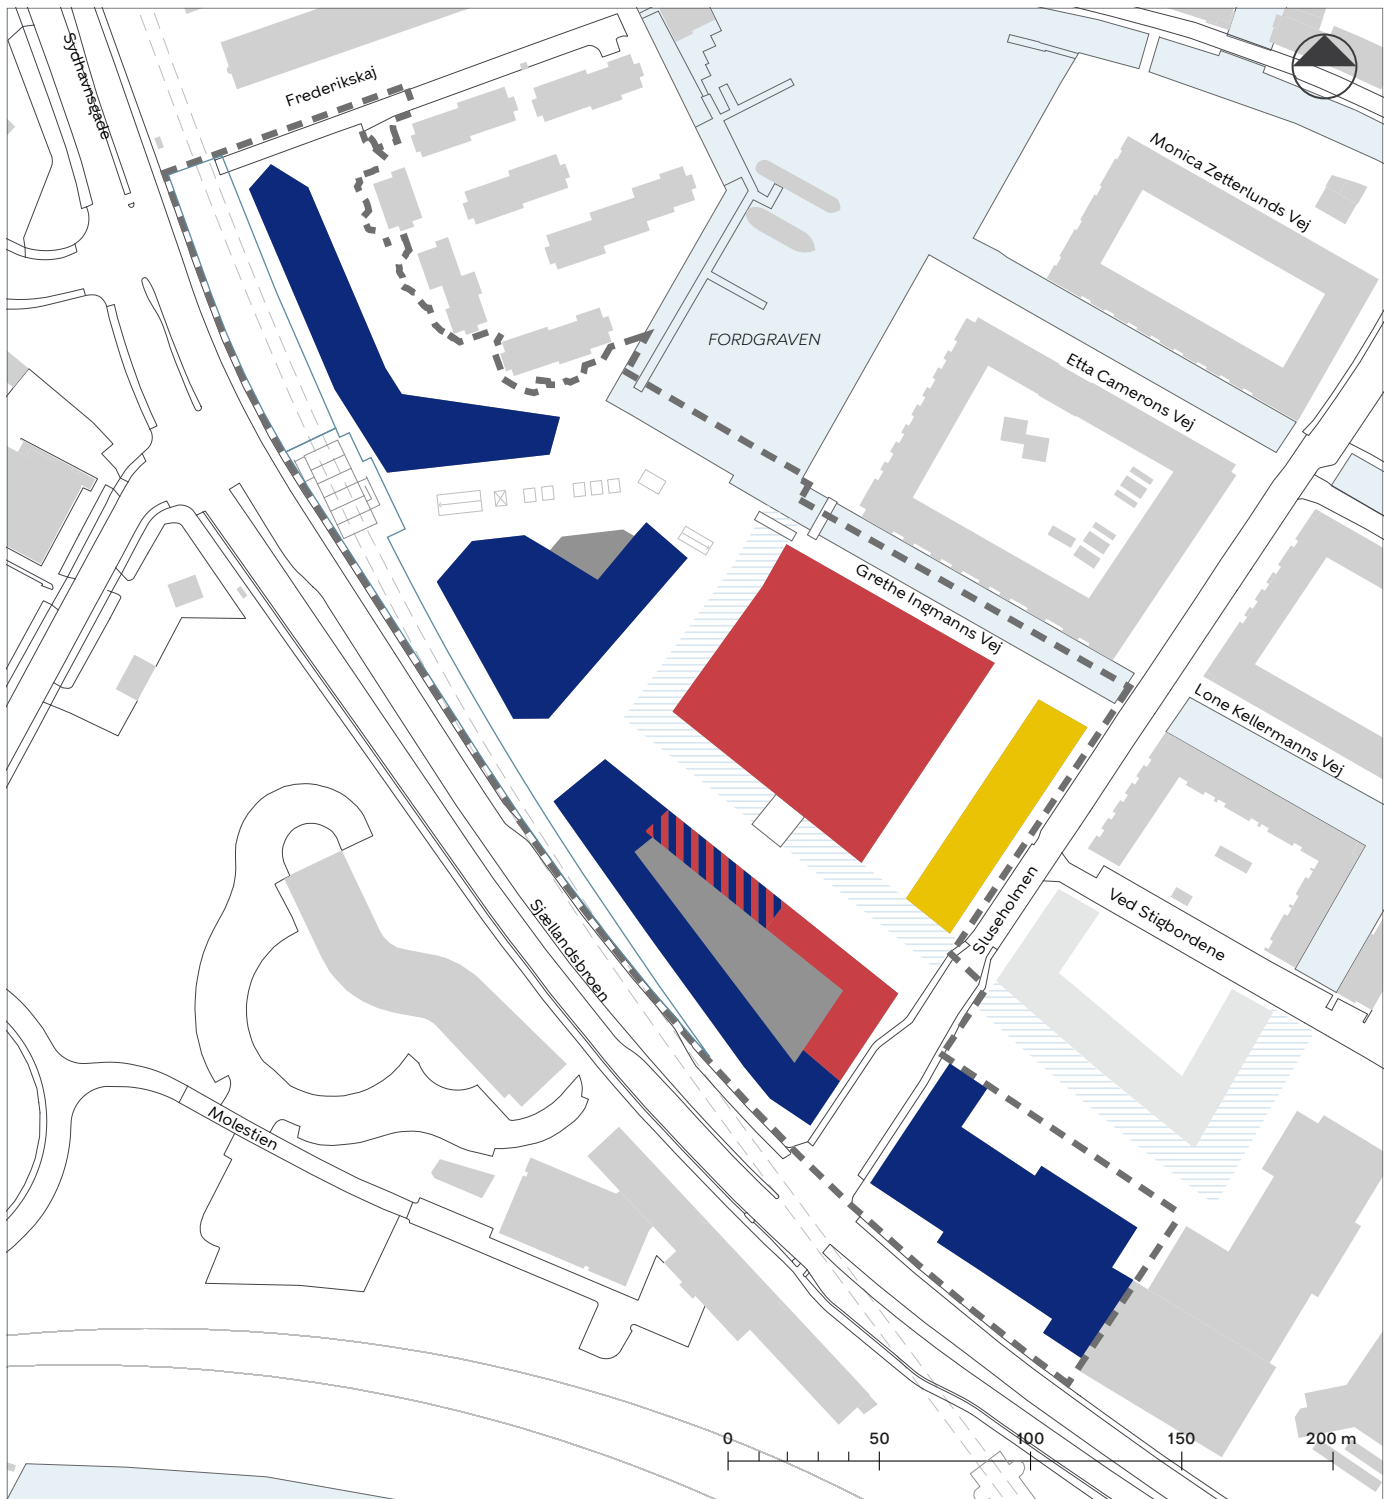 Sydhavnsgade
Frederikskaj
Monica Zetterlunds Vej
FORDGRAVEN
Etta Camerons Vej
Grethe Ingmanns Vej
Lone Kellermanns Vej
Sluseholmen
Ved Stigbordene
Sjællandsbroen
Molestien
0 50 100 150 200 m